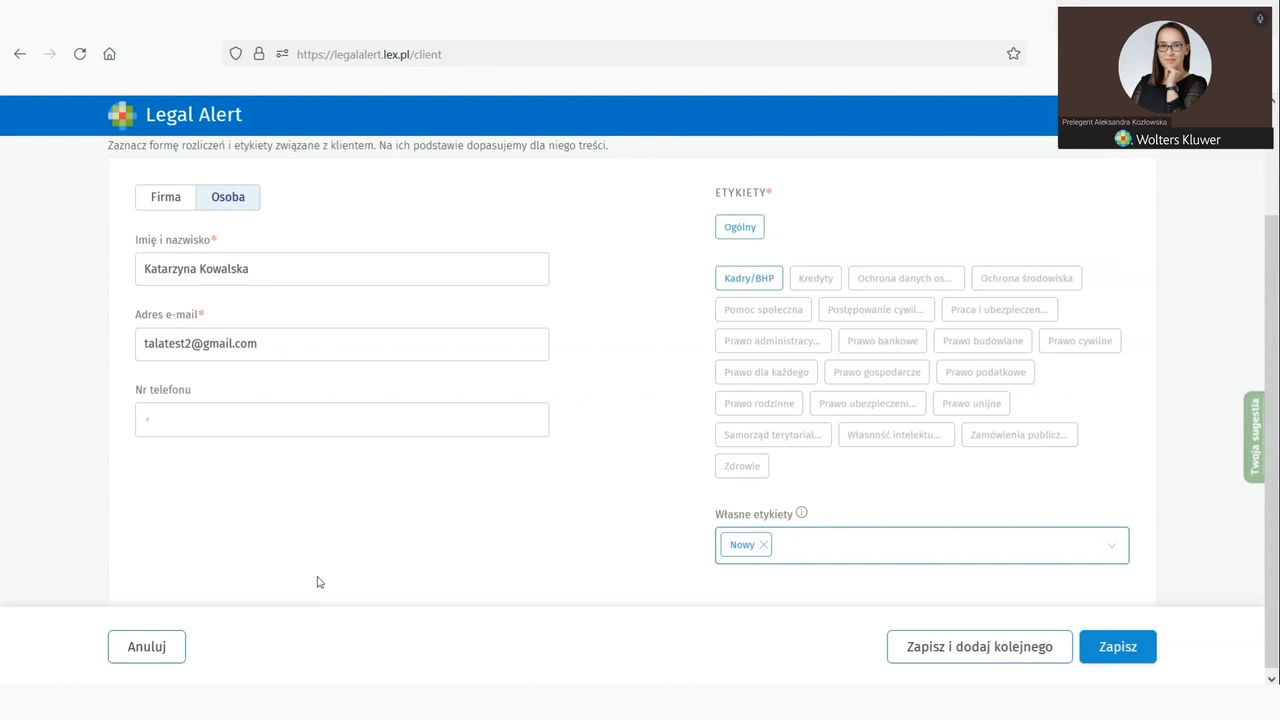 https://legalalert.lex.pl/client
Prelegent Aleksandra Kozłowska
Wolters Kluwer
Legal Alert
Zaznacz formę rozliczeń i etykiety związane z klientem. Na ich podstawie dopasujemy dla niego treści.
Firma Osoba
Imię i nazwisko*
Katarzyna Kowalska
Adres e-mail*
talatest2@gmail.com
Nr telefonu
+
ETYKIETY*
Ogólny
Kadry/BHP Kredyty Ochrona danych os... Ochrona środowiska
Pomoc społeczna Postępowanie cywil... Praca i ubezpieczen...
Prawo administracy... Prawo bankowe Prawo budowlane Prawo cywilne
Prawo dla każdego Prawo gospodarcze Prawo podatkowe
Prawo rodzinne Prawo ubezpieczeni... Prawo unijne
Samorząd terytorial... Własność intelektu... Zamówienia publicz...
Zdrowie
Własne etykiety
Nowy
Twoja sugestia
Anuluj Zapisz i dodaj kolejnego Zapisz